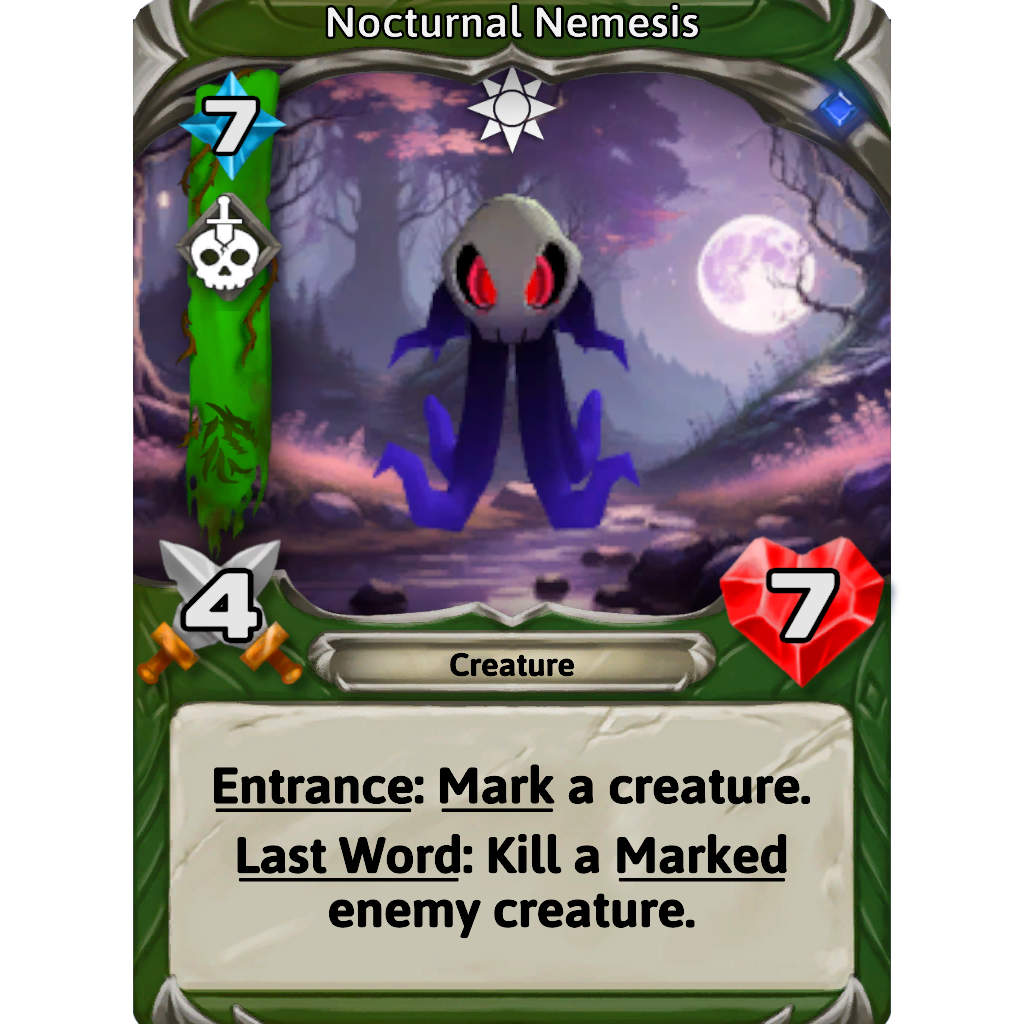 Nocturnal Nemesis
7
4
7
Creature
Entrance: Mark a creature.
Last Word: Kill a Marked
enemy creature.